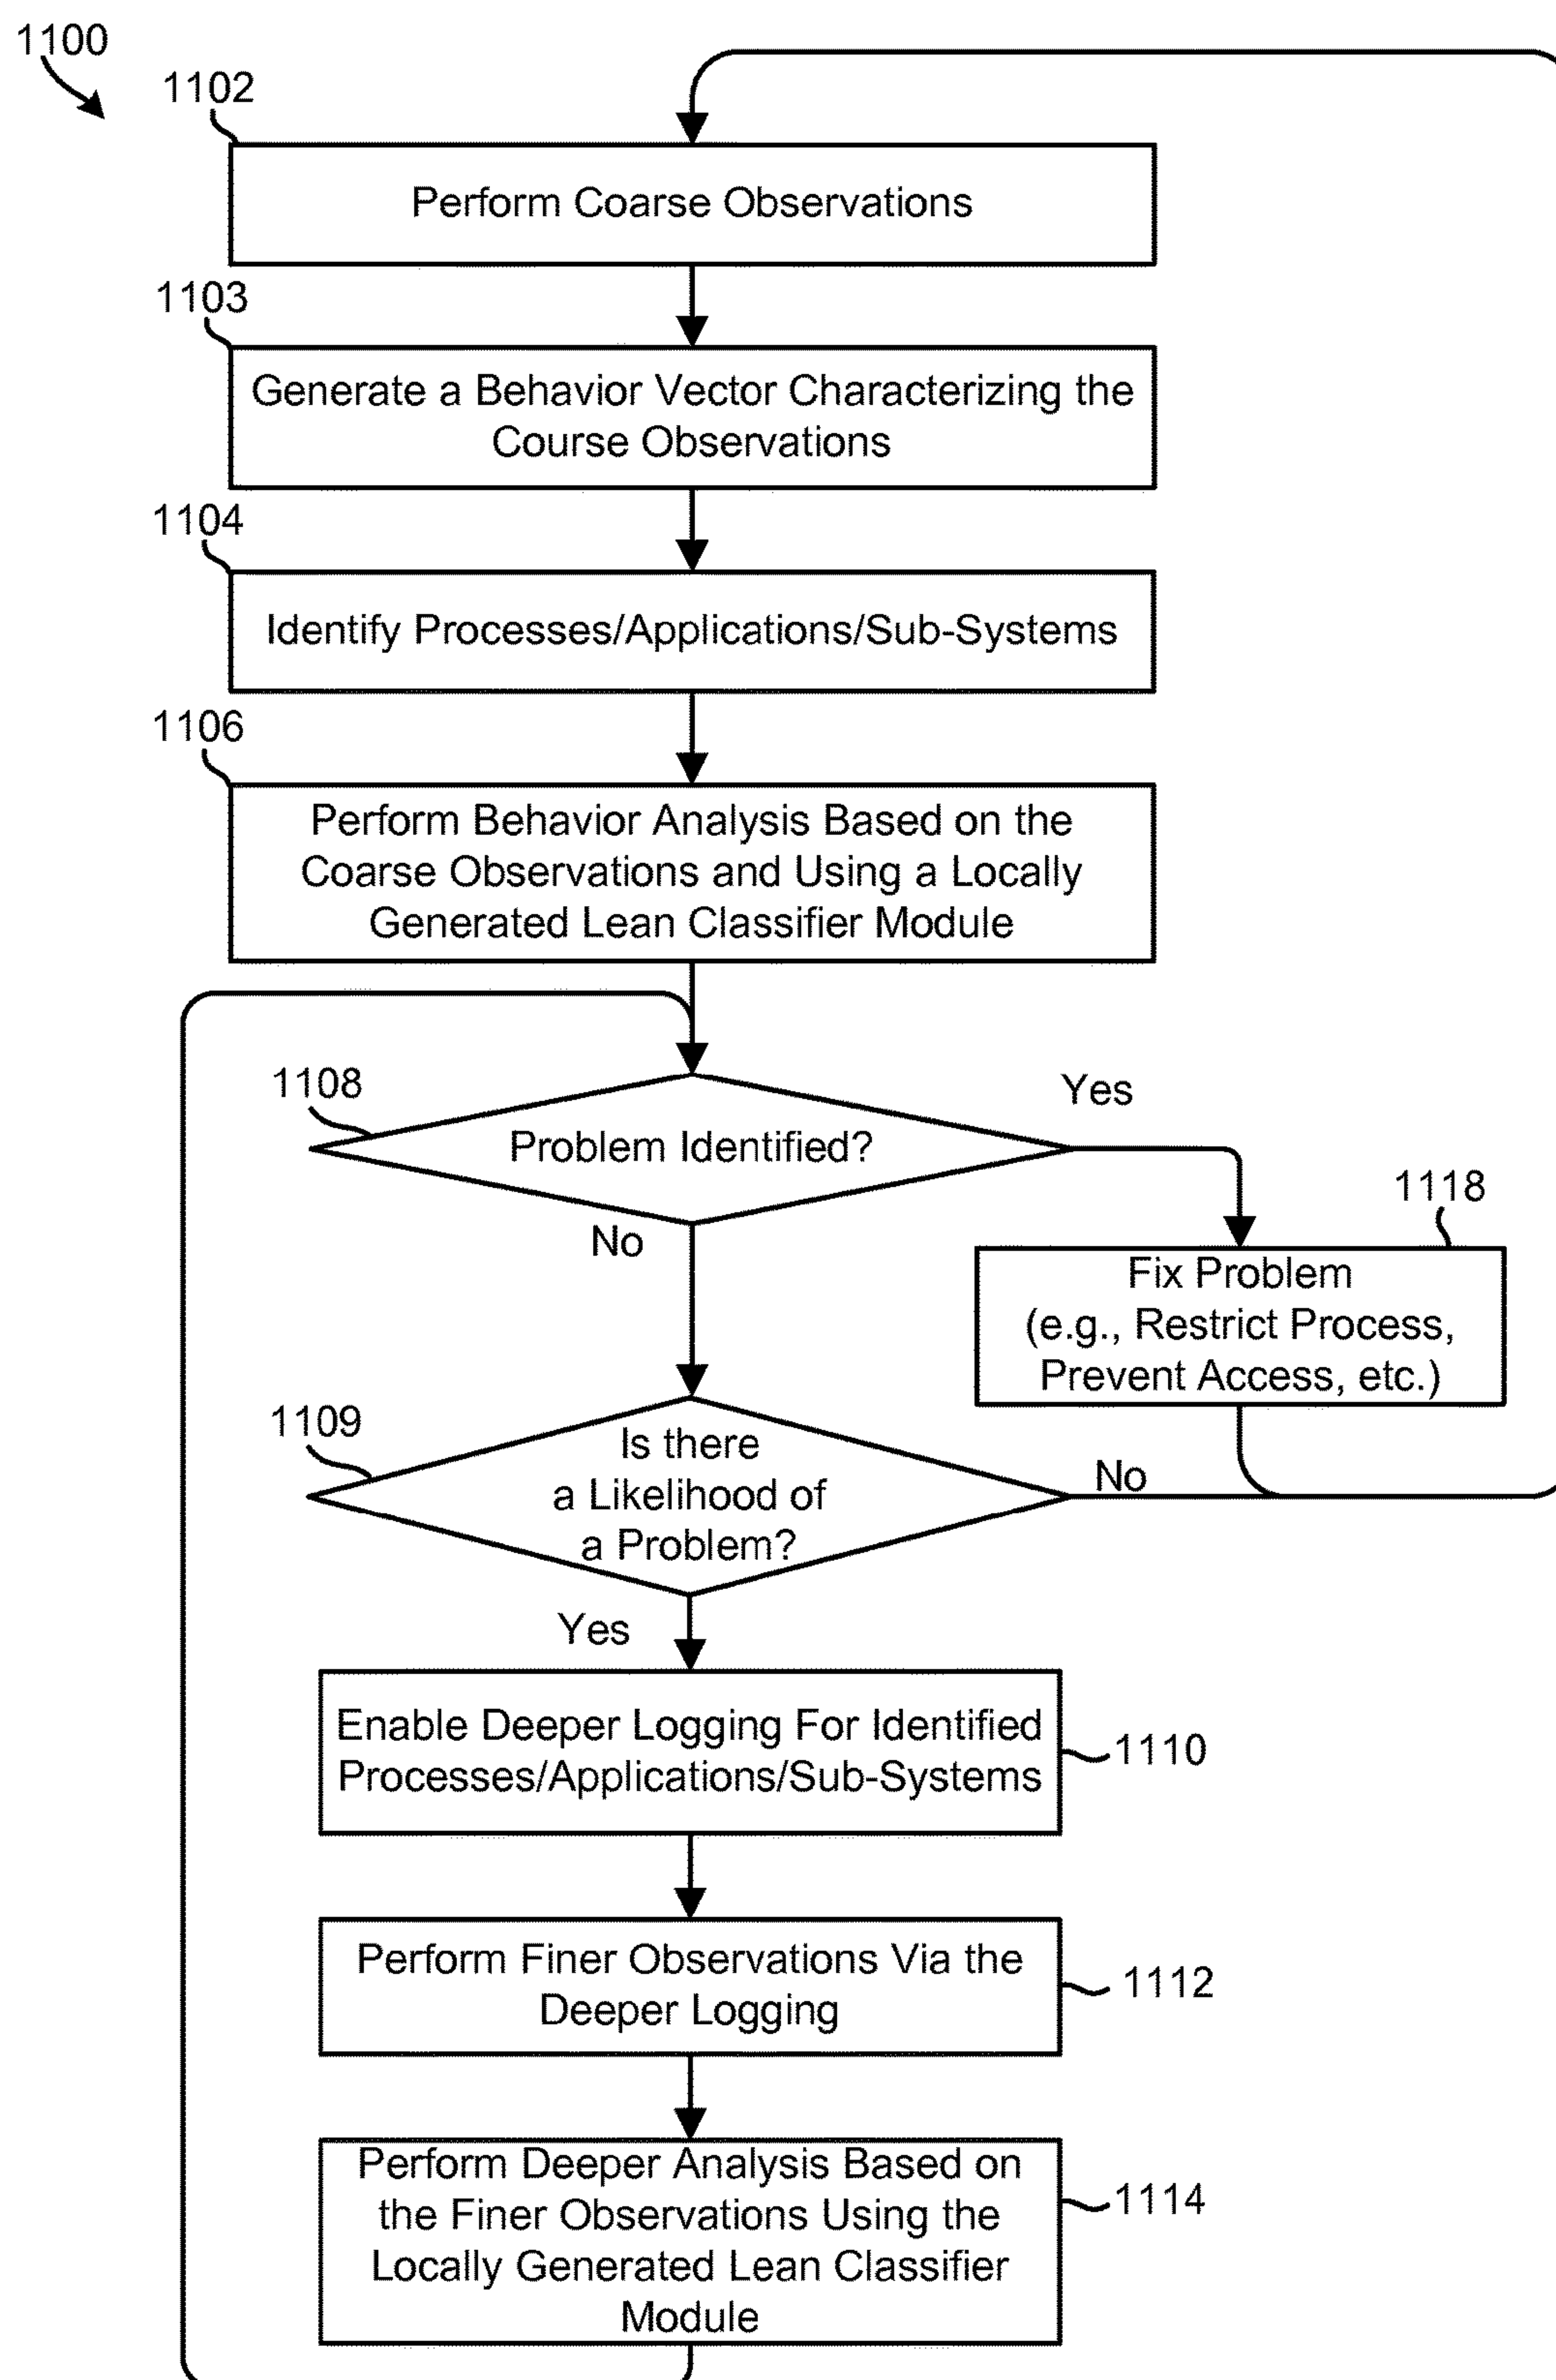 1100
1102
Perform Coarse Observations
1103
Generate a Behavior Vector Characterizing the
Course Observations
1104
Identify Processes/Applications/Sub-Systems
1106
Perform Behavior Analysis Based on the
Coarse Observations and Using a Locally
Generated Lean Classifier Module
1108
Problem Identified?
Yes
No
1118
Fix Problem
(e.g., Restrict Process,
Prevent Access, etc.)
1109
Is there
a Likelihood of
a Problem?
No
Yes
Enable Deeper Logging For Identified
Processes/Applications/Sub-Systems
1110
Perform Finer Observations Via the
Deeper Logging
1112
Perform Deeper Analysis Based on
the Finer Observations Using the
Locally Generated Lean Classifier
Module
1114